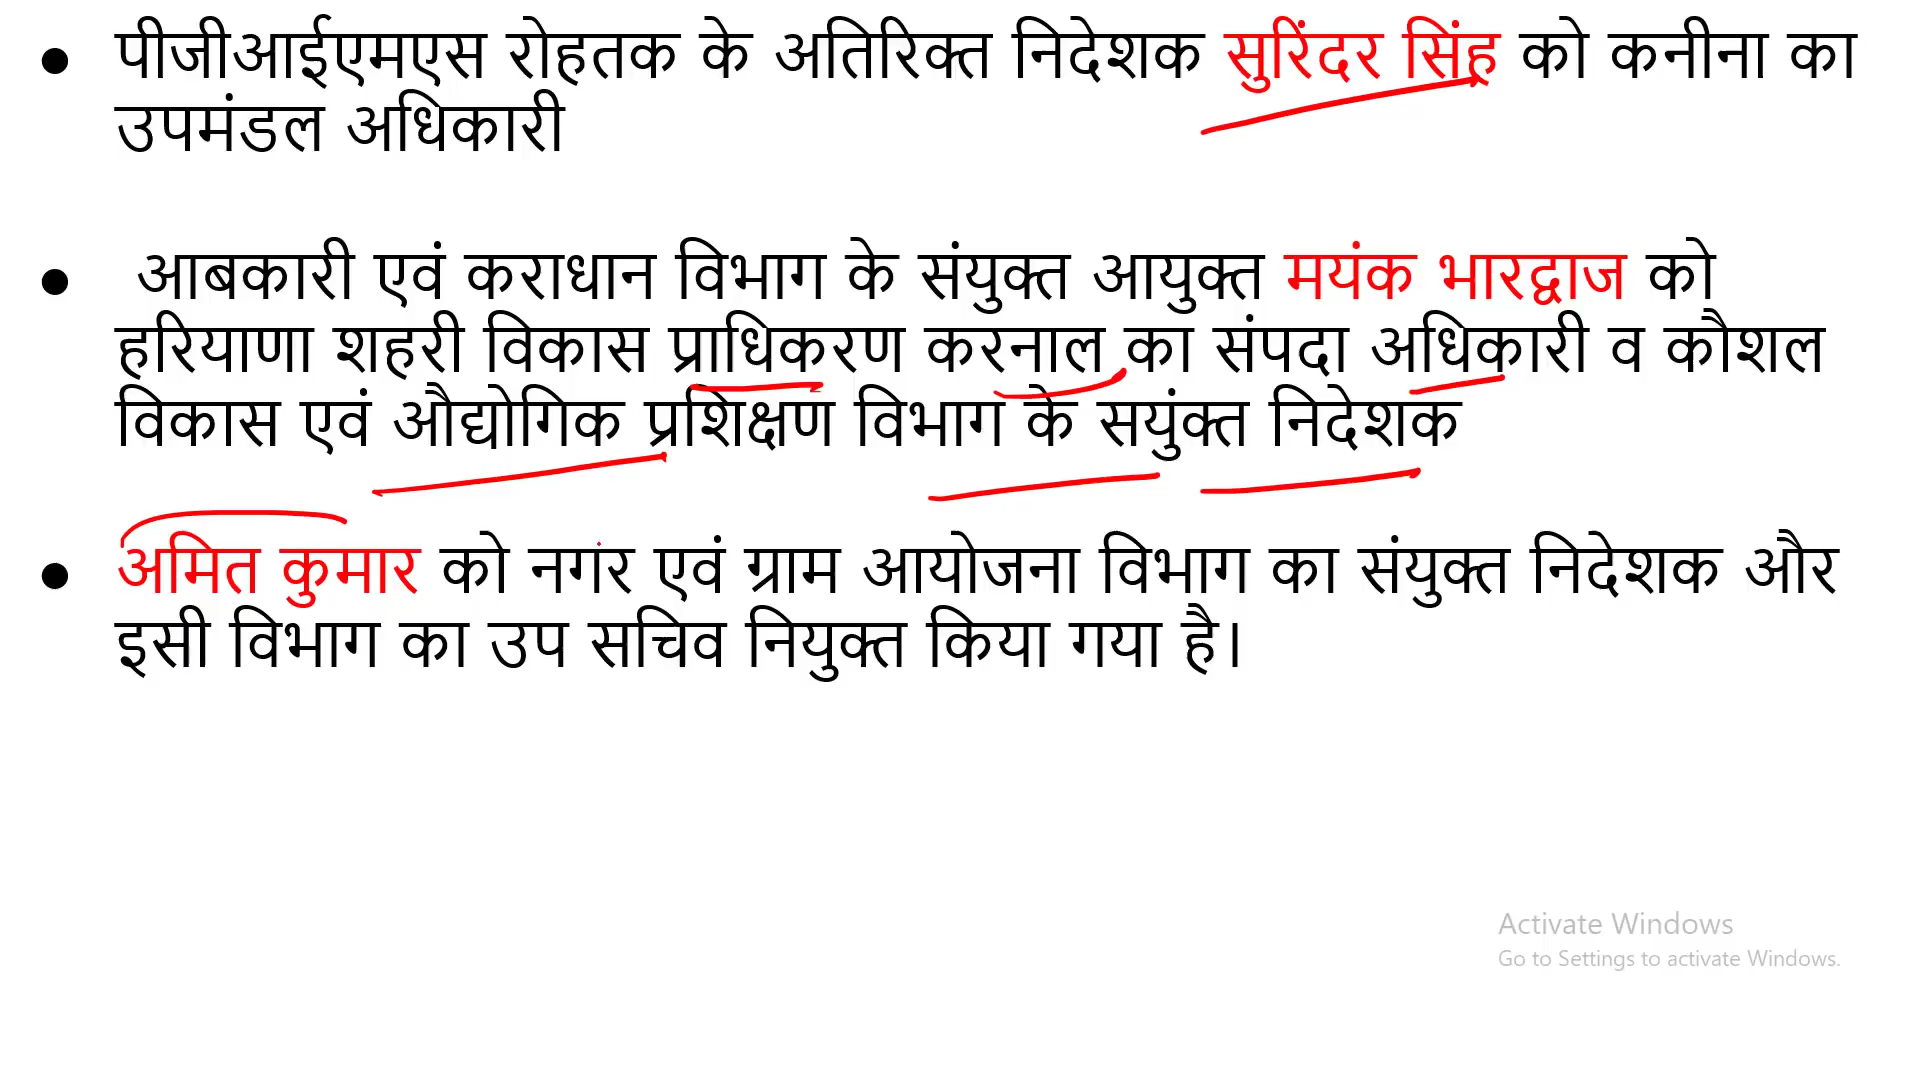 • पीजीआईएमएस रोहतक के अतिरिक्त निदेशक सुरिंदर सिंह को कनीना का
उपमंडल अधिकारी
• आबकारी एवं कराधान विभाग के संयुक्त आयुक्त मयंक भारद्वाज को
हरियाणा शहरी विकास प्राधिकरण करनाल का संपदा अधिकारी व कौशल
विकास एवं औद्योगिक प्रशिक्षण विभाग के सयुंक्त निदेशक
• अमित कुमार को नगर एवं ग्राम आयोजना विभाग का संयुक्त निदेशक और
इसी विभाग का उप सचिव नियुक्त किया गया है।
Activate Windows
Go to Settings to activate Windows.